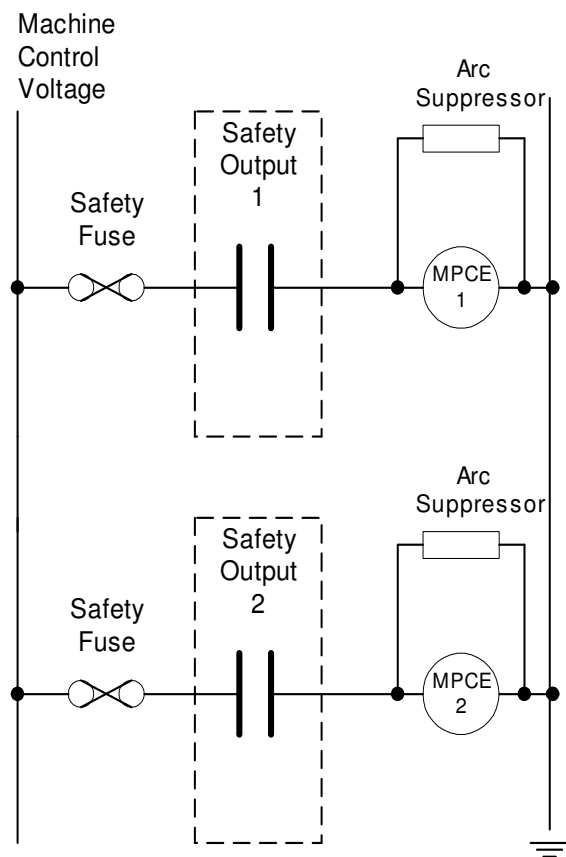 Machine
Control
Voltage
Arc
Suppressor
Safety
Output
1
Safety
Fuse
MPCE
1
Arc
Suppressor
Safety
Output
2
Safety
Fuse
MPCE
2